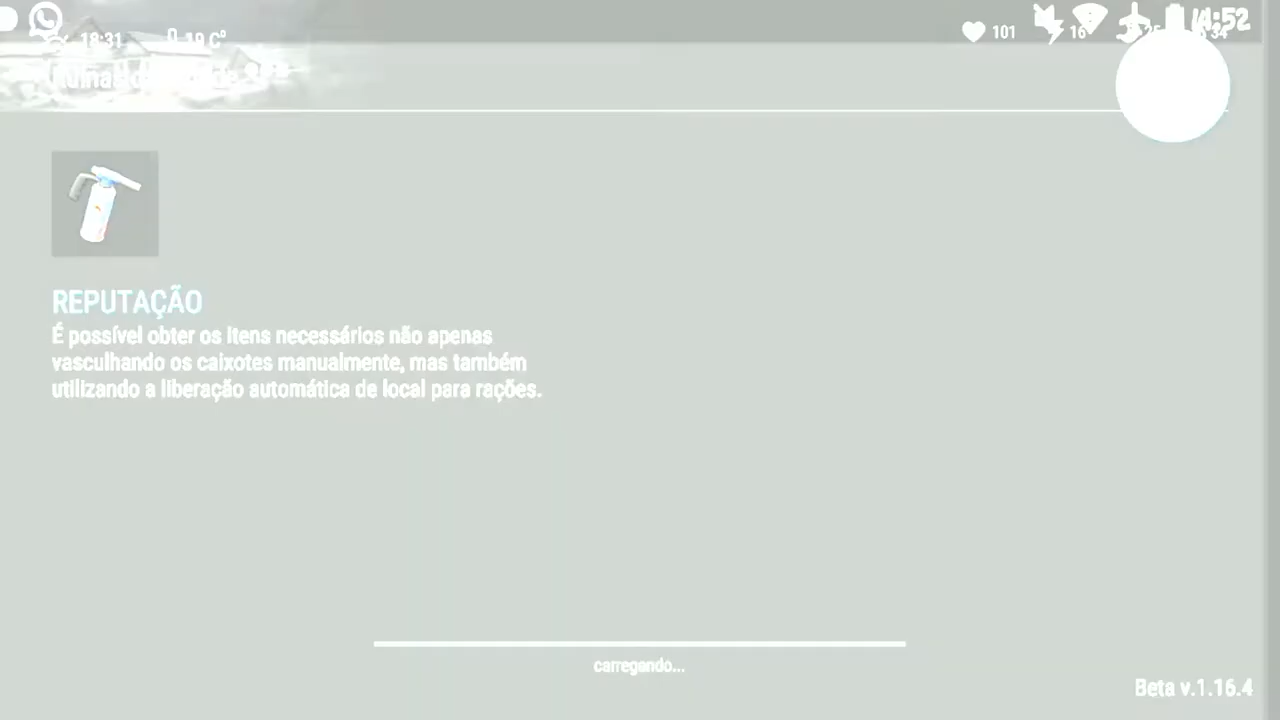 14:52
18:31
19 C°
101
16
REPUTAÇÃO
É possível obter os itens necessários não apenas
vasculhando os caixotes manualmente, mas também
utilizando a liberação automática de local para rações.
carregando...
Beta v.1.16.4